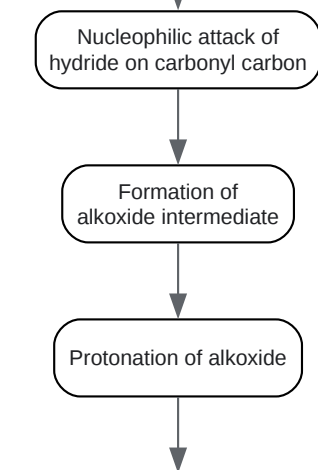 Nucleophilic attack of
hydride on carbonyl carbon
Formation of
alkoxide intermediate
Protonation of alkoxide